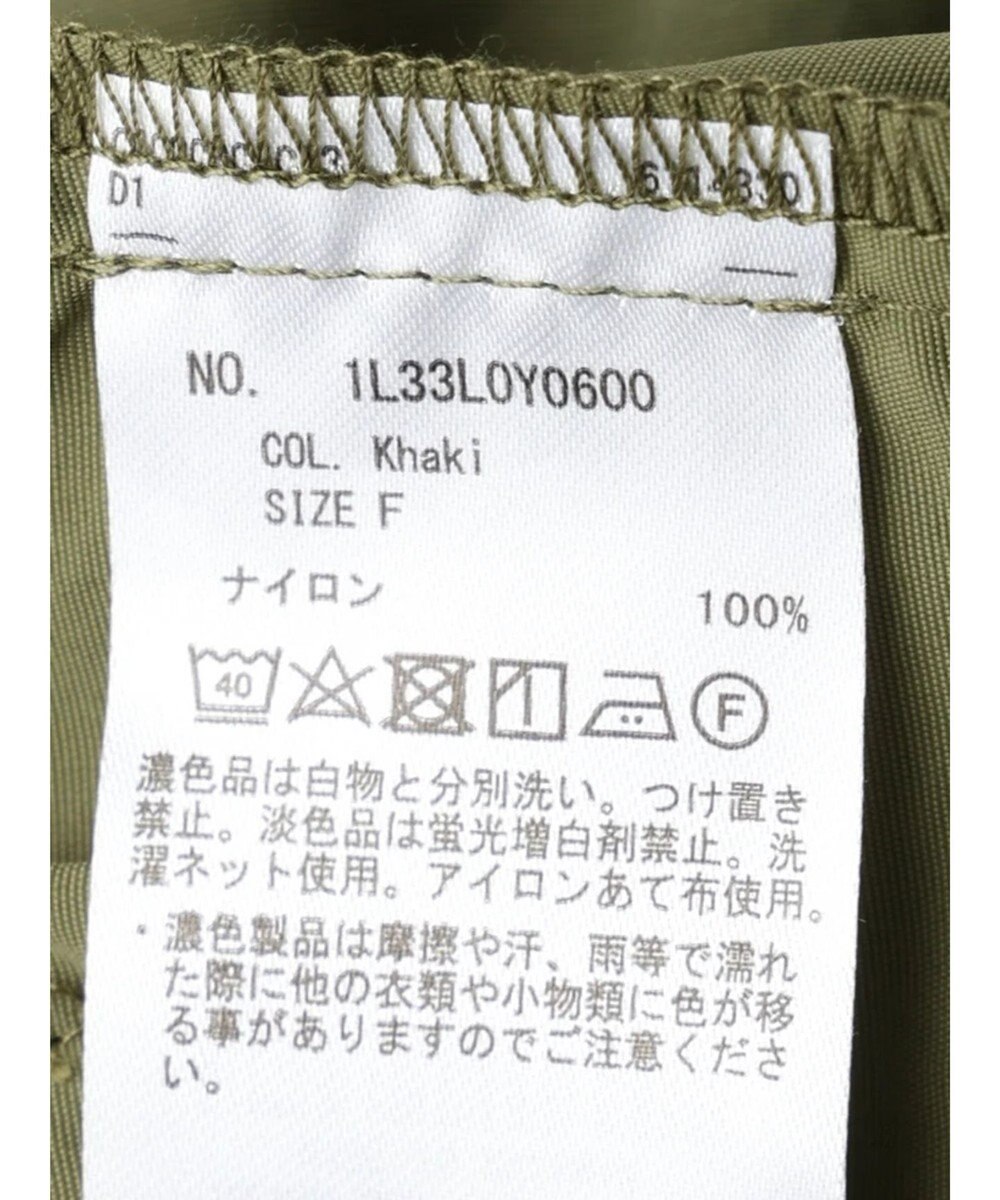 D1
NO. 1L33L0Y0600
COL. Khaki
SIZE F
ナイロン 100%
40 F
濃色品は白物と分別洗い。つけ置き
禁止。淡色品は蛍光増白剤禁止。洗
濯ネット使用。アイロンあて布使用。
・濃色製品は摩擦や汗、雨等で濡れ
た際に他の衣類や小物類に色が移
る事がありますのでご注意くださ
い。